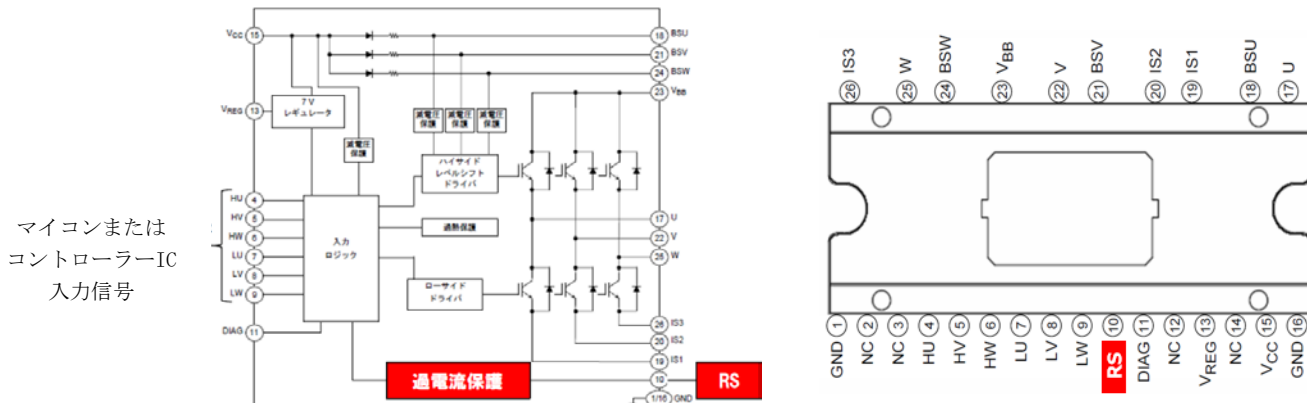 マイコンまたは
コントローラーIC
入力信号
VCC 15
18 BSU
21 BSV
24 BSW
23 VBB
7V
レギュレータ
VREG 13
減電圧
保護
減電圧
保護
減電圧
保護
減電圧
保護
ハイサイド
レベルシフト
ドライバ
HU 4
HV 5
HW 6
LU 7
LV 8
LW 9
入力
ロジック
過熱保護
17 U
22 V
25 W
ローサイド
ドライバ
26 IS3
20 IS2
19 IS1
DIAG 11
過電流保護
10
RS
1/16 GND
26 IS3
25 W
24 BSW
23 VBB
22 V
21 BSV
20 IS2
19 IS1
18 BSU
17 U
GND 1
NC 2
NC 3
HU 4
HV 5
HW 6
LU 7
LV 8
LW 9
RS 10
DIAG 11
NC 12
VREG 13
NC 14
VCC 15
GND 16